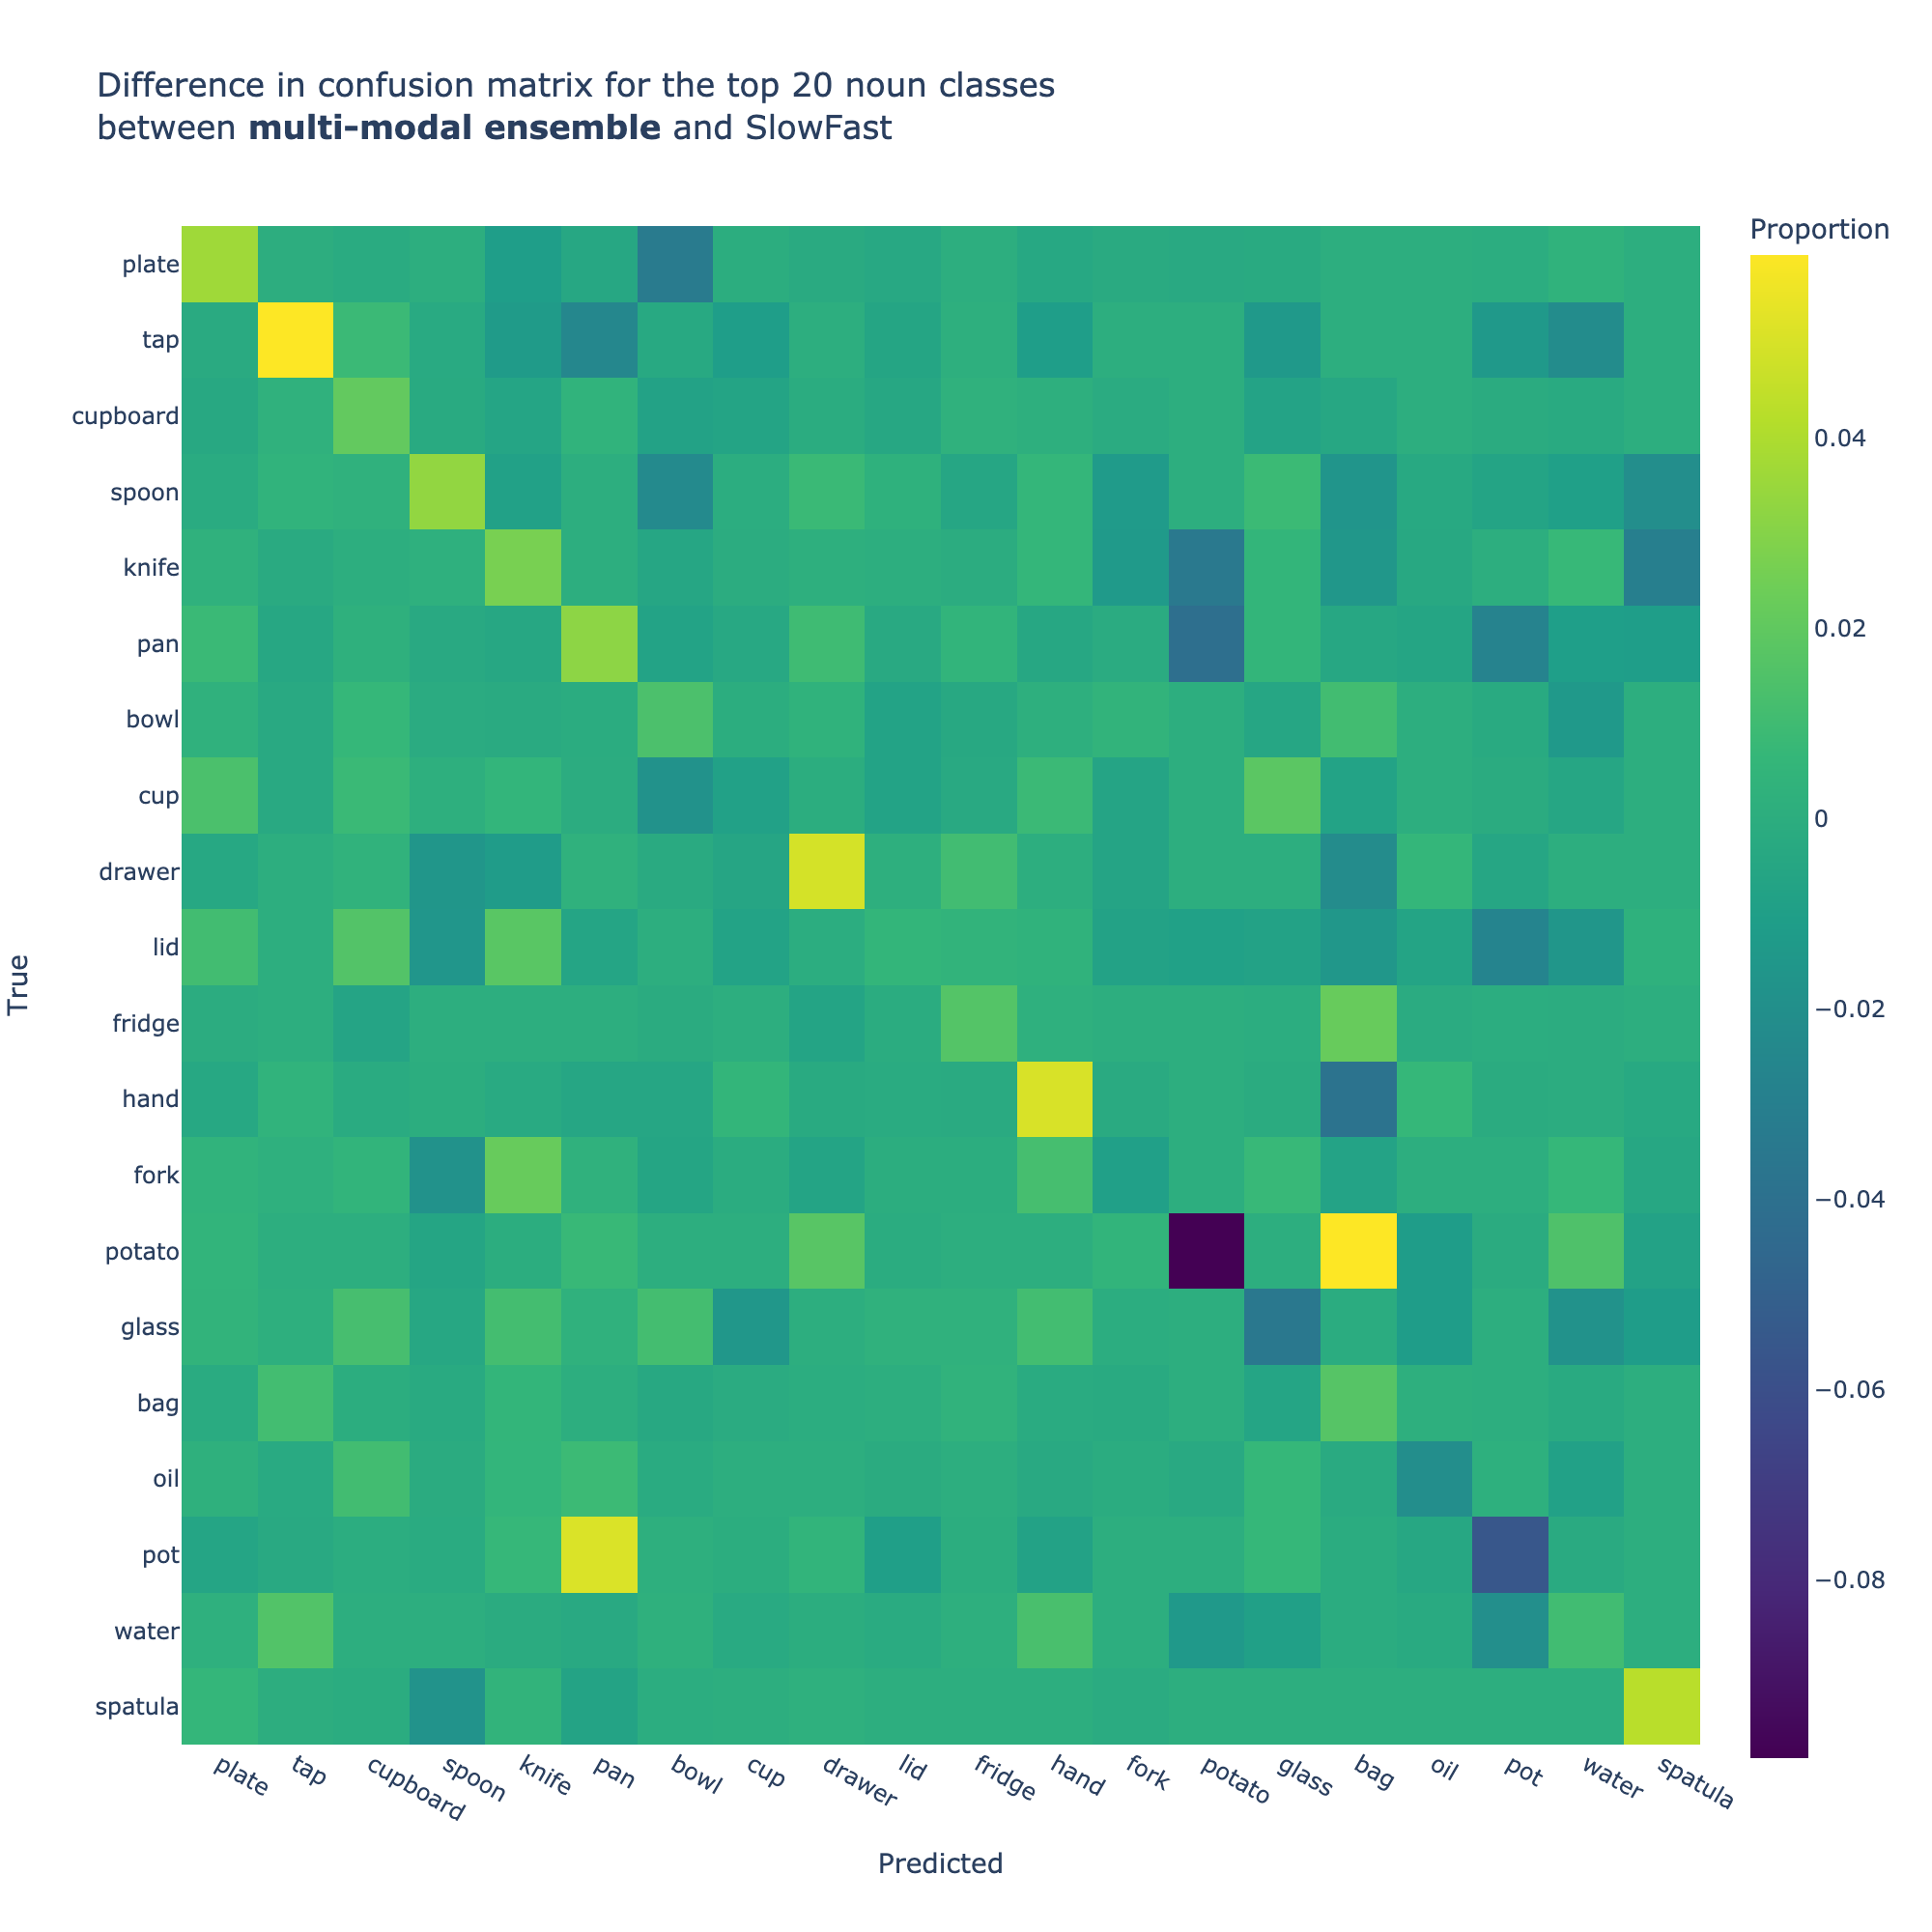 Difference in confusion matrix for the top 20 noun classes
between multi-modal ensemble and SlowFast
Proportion
plate
tap
cupboard
spoon
knife
pan
bowl
cup
drawer
lid
fridge
hand
fork
potato
glass
bag
oil
pot
water
spatula
True
0.04
0.02
0
−0.02
−0.04
−0.06
−0.08
plate
tap
cupboard
spoon
knife
pan
bowl
cup
drawer
lid
fridge
hand
fork
potato
glass
bag
oil
pot
water
spatula
Predicted